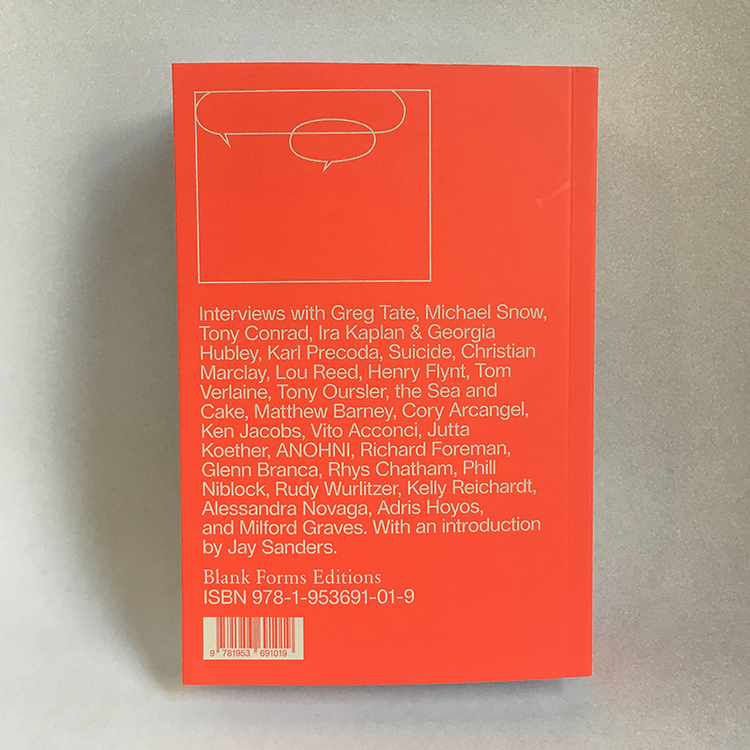 Interviews with Greg Tate, Michael Snow,
Tony Conrad, Ira Kaplan & Georgia
Hubley, Karl Precoda, Suicide, Christian
Marclay, Lou Reed, Henry Flynt, Tom
Verlaine, Tony Oursler, the Sea and
Cake, Matthew Barney, Cory Arcangel,
Ken Jacobs, Vito Acconci, Jutta
Koether, ANOHNI, Richard Foreman,
Glenn Branca, Rhys Chatham, Phill
Niblock, Rudy Wurlitzer, Kelly Reichardt,
Alessandra Novaga, Adris Hoyos,
and Milford Graves. With an introduction
by Jay Sanders.
Blank Forms Editions
ISBN 978-1-953691-01-9
9 781953 691019